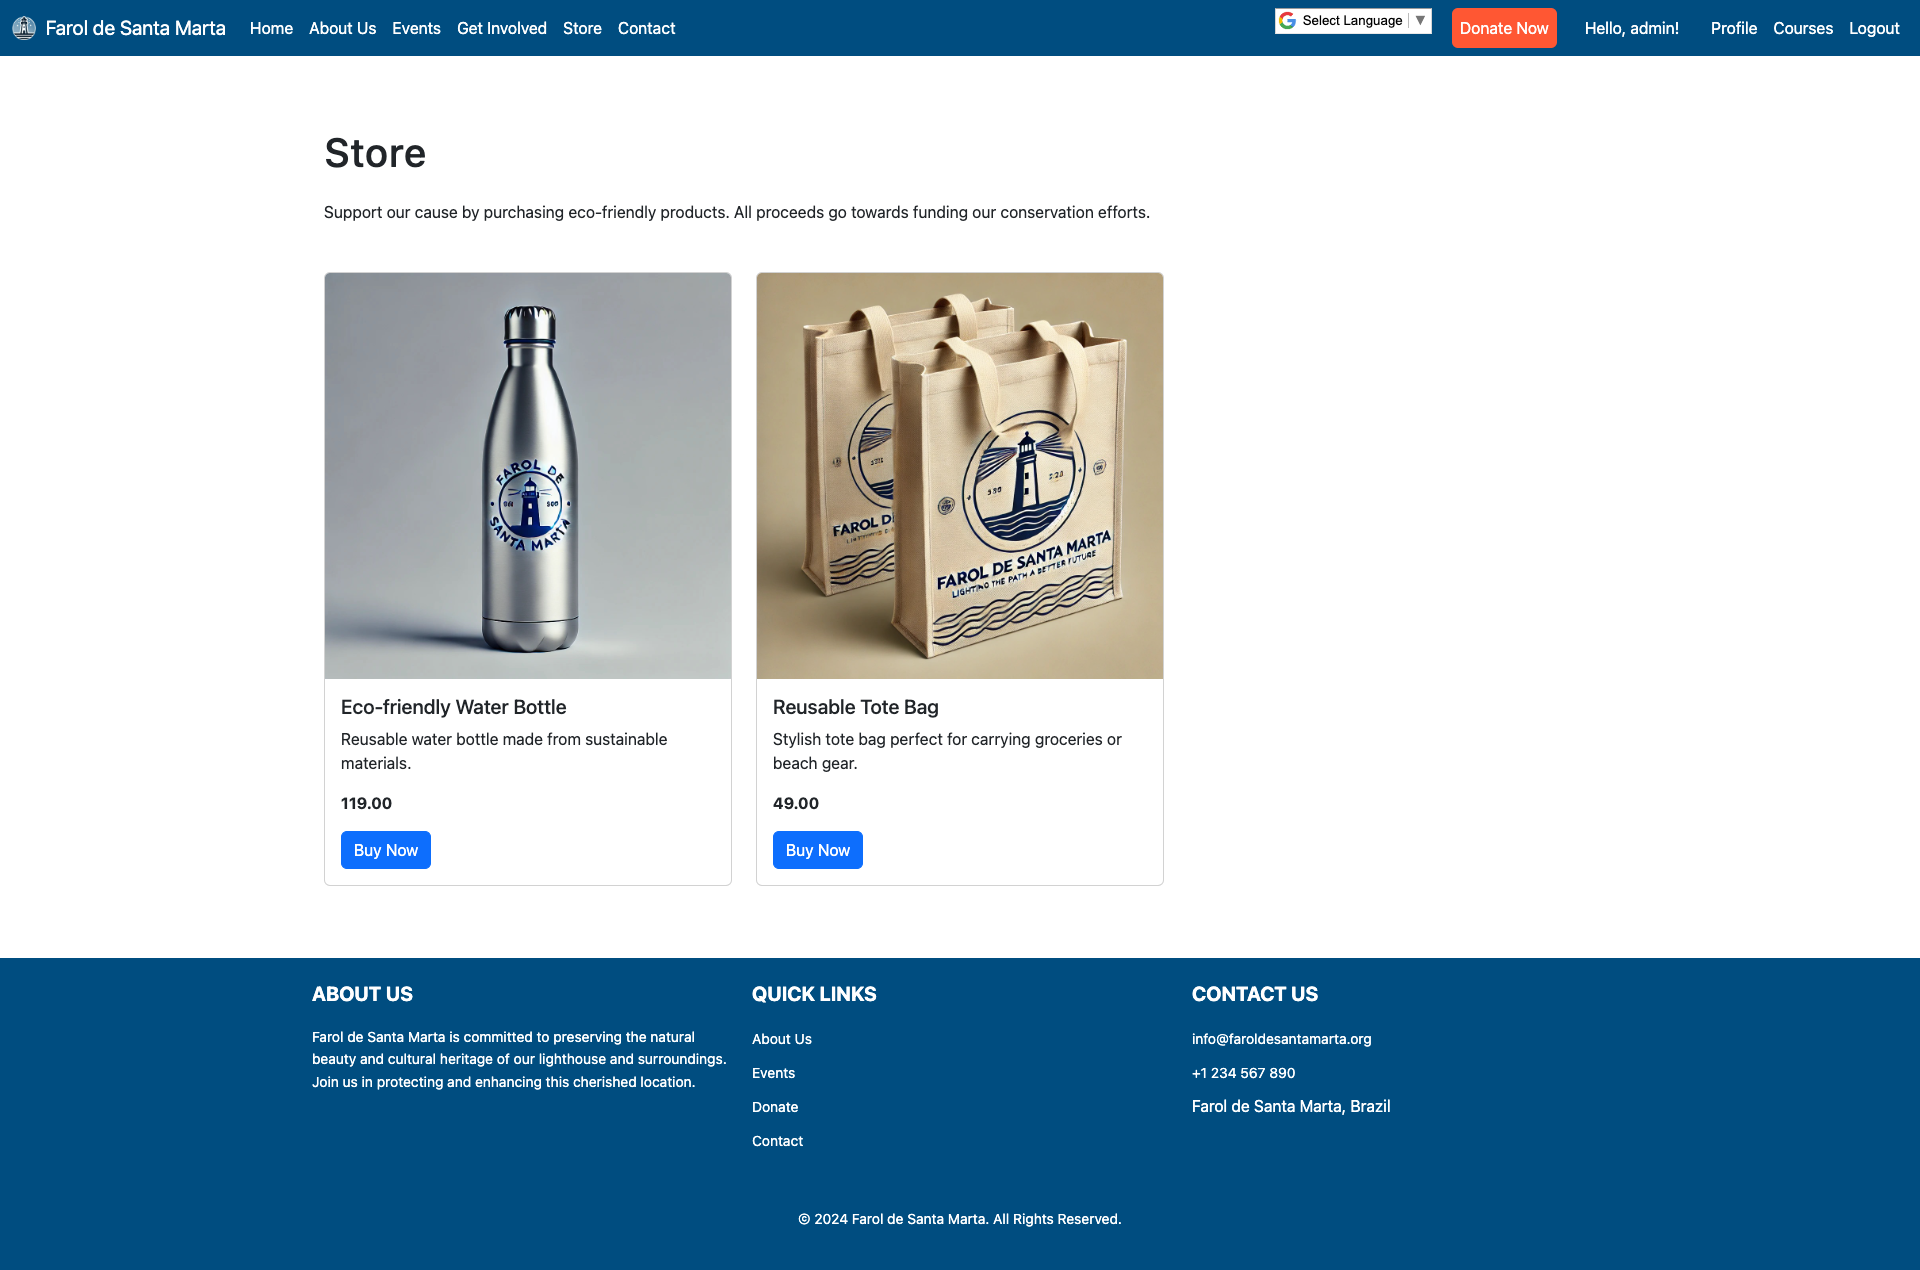 Farol de Santa Marta Home About Us Events Get Involved Store Contact Select Language ▼ Donate Now Hello, admin! Profile Courses Logout
Store
Support our cause by purchasing eco-friendly products. All proceeds go towards funding our conservation efforts.
FAROL DE
SANTA MARTA
FAROL DE SANTA MARTA
LIGHTING THE PATH A BETTER FUTURE
Eco-friendly Water Bottle
Reusable water bottle made from sustainable
materials.
119.00
Buy Now
Reusable Tote Bag
Stylish tote bag perfect for carrying groceries or
beach gear.
49.00
Buy Now
ABOUT US
Farol de Santa Marta is committed to preserving the natural
beauty and cultural heritage of our lighthouse and surroundings.
Join us in protecting and enhancing this cherished location.
QUICK LINKS
About Us
Events
Donate
Contact
CONTACT US
info@faroldesantamarta.org
+1 234 567 890
Farol de Santa Marta, Brazil
© 2024 Farol de Santa Marta. All Rights Reserved.